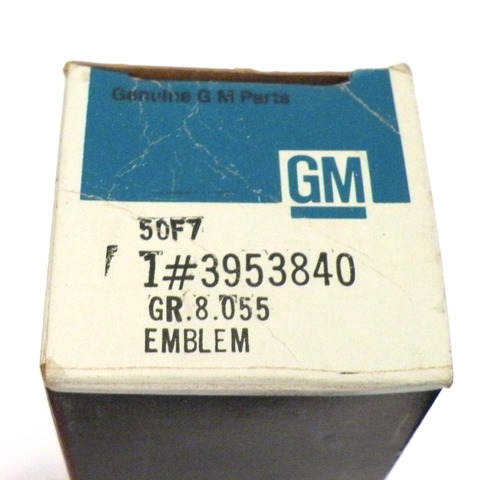 Genuine G M Parts
GM
50F7
1#3953840
GR.8.055
EMBLEM